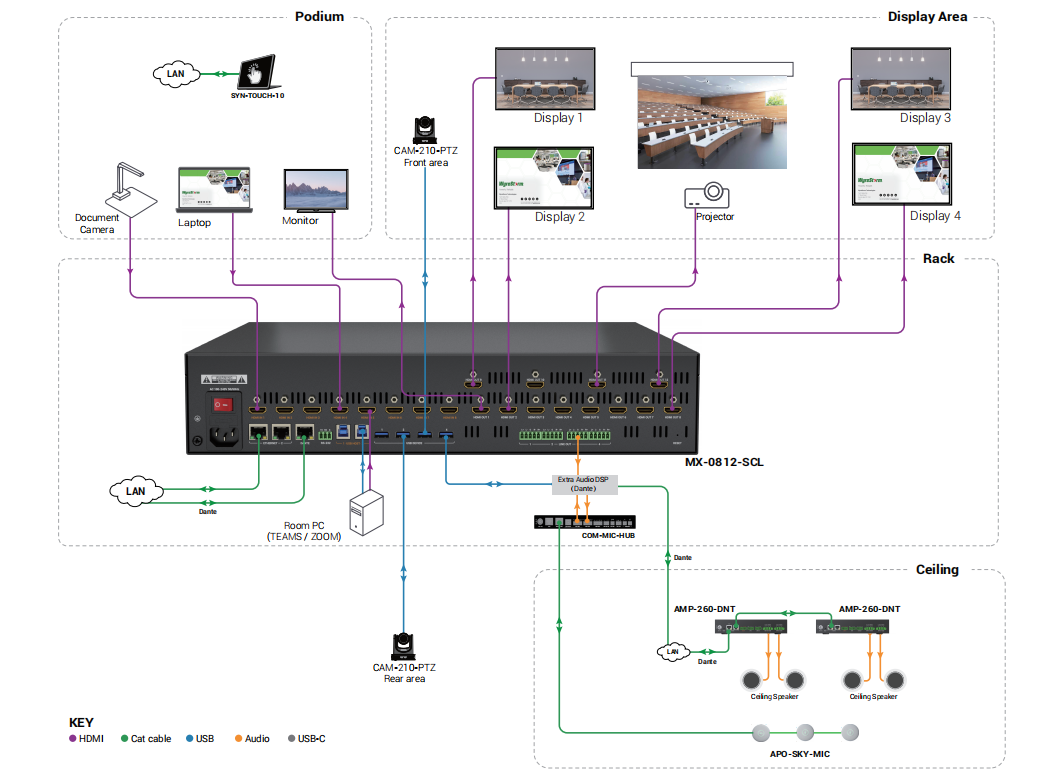 Podium
Display Area
LAN
SYN-TOUCH-10
Display 1
Display 3
CAM-210-PTZ
Front area
Document
Camera
Laptop
Monitor
Display 2
Projector
Display 4
Rack
MX-0812-SCL
LAN
Dante
Room PC
(TEAMS / ZOOM)
Extra Audio DSP
(Dante)
COM-MIC-HUB
Dante
Ceiling
AMP-260-DNT
AMP-260-DNT
LAN
Dante
CAM-210-PTZ
Rear area
Ceiling Speaker
Ceiling Speaker
KEY
HDMI
Cat cable
USB
Audio
USB-C
APO-SKY-MIC